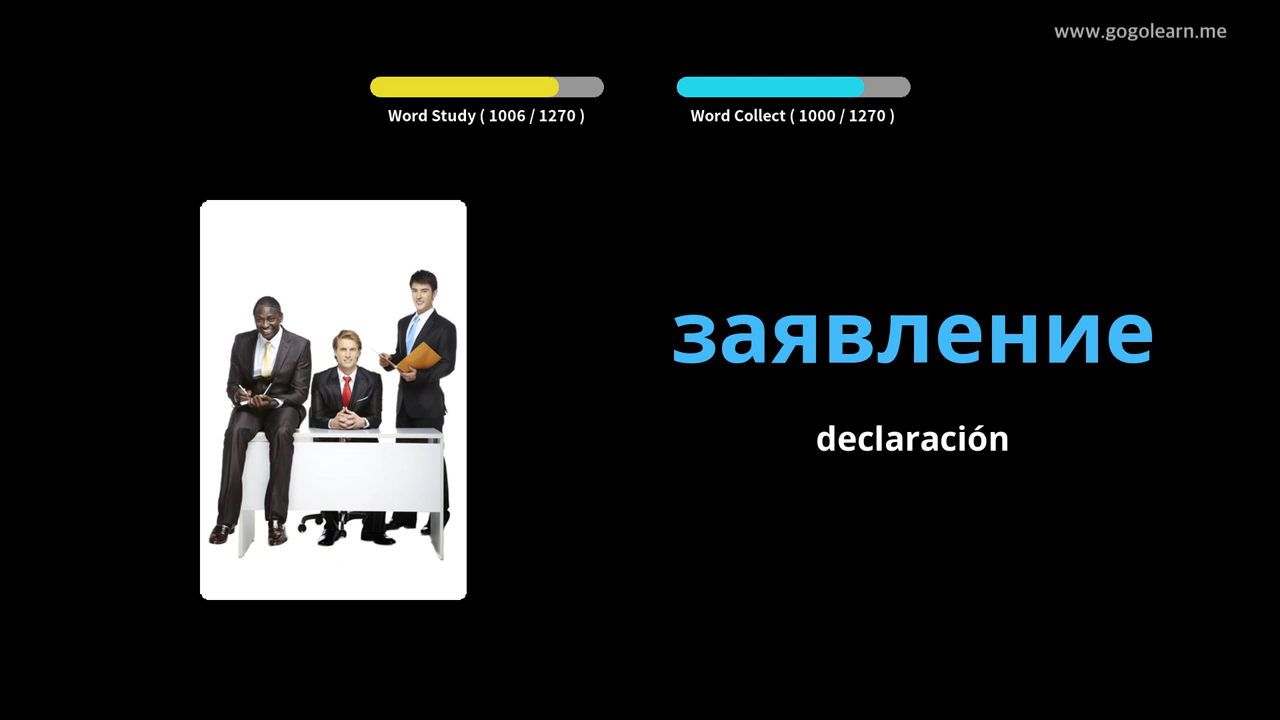 www.gogolearn.me
Word Study ( 1006 / 1270 )
Word Collect ( 1000 / 1270 )
заявление
declaración